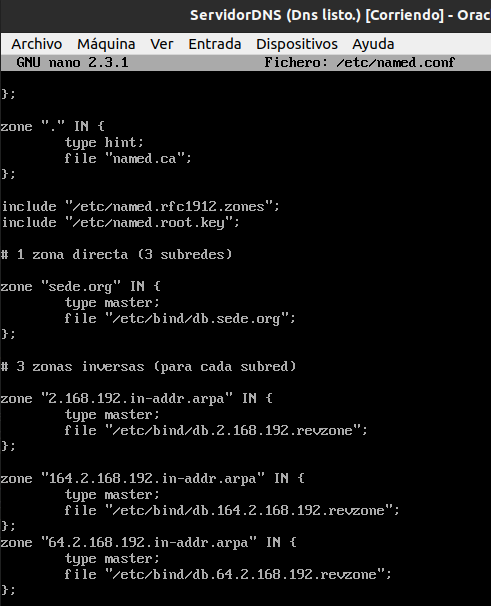 ServidorDNS (Dns listo.) [Corriendo] - Orac
Archivo Máquina Ver Entrada Dispositivos Ayuda
GNU nano 2.3.1 Fichero: /etc/named.conf
};
zone "." IN {
type hint;
file "named.ca";
};
include "/etc/named.rfc1912.zones";
include "/etc/named.root.key";
# 1 zona directa (3 subredes)
zone "sede.org" IN {
type master;
file "/etc/bind/db.sede.org";
};
# 3 zonas inversas (para cada subred)
zone "2.168.192.in-addr.arpa" IN {
type master;
file "/etc/bind/db.2.168.192.revzone";
};
zone "164.2.168.192.in-addr.arpa" IN {
type master;
file "/etc/bind/db.164.2.168.192.revzone";
};
zone "64.2.168.192.in-addr.arpa" IN {
type master;
file "/etc/bind/db.64.2.168.192.revzone";
};